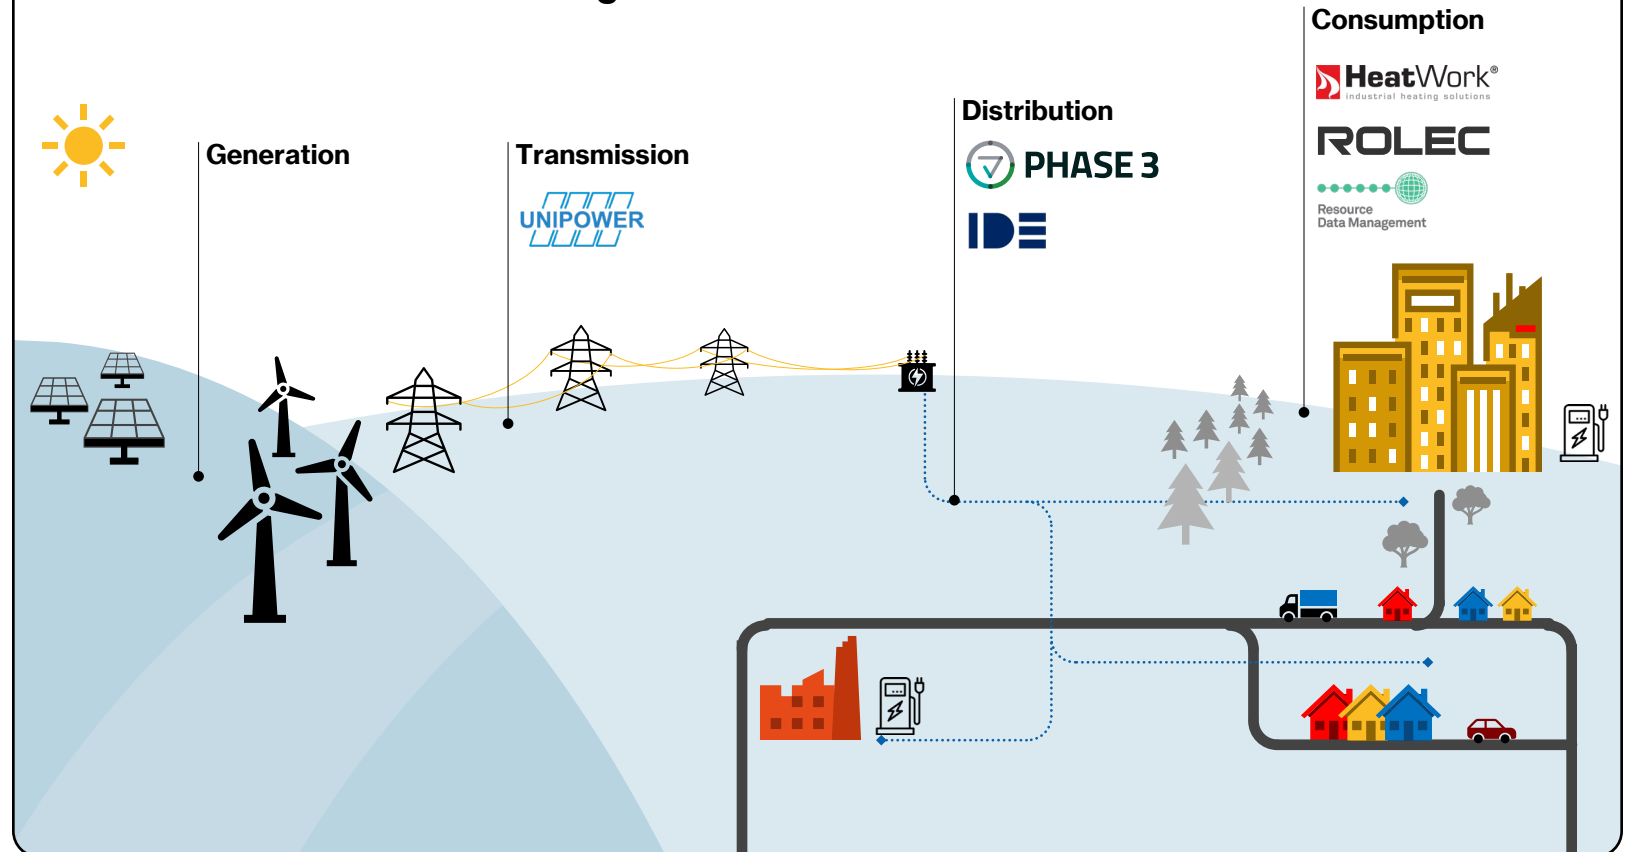 Generation
Transmission
UNIPOWER
Distribution
PHASE 3
IDE
Consumption
HeatWork®
industrial heating solutions
ROLEC
Resource
Data Management